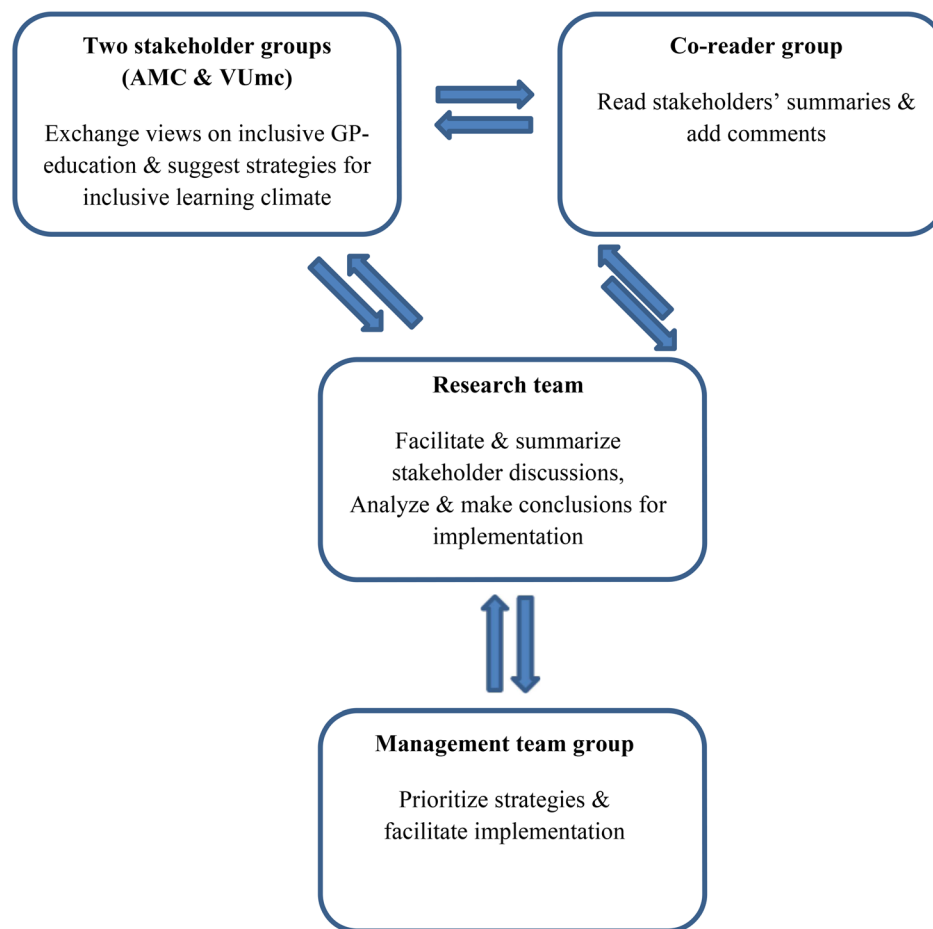 Two stakeholder groups
(AMC & VUmc)
Exchange views on inclusive GP-
education & suggest strategies for
inclusive learning climate
Co-reader group
Read stakeholders’ summaries &
add comments
Research team
Facilitate & summarize
stakeholder discussions,
Analyze & make conclusions for
implementation
Management team group
Prioritize strategies &
facilitate implementation